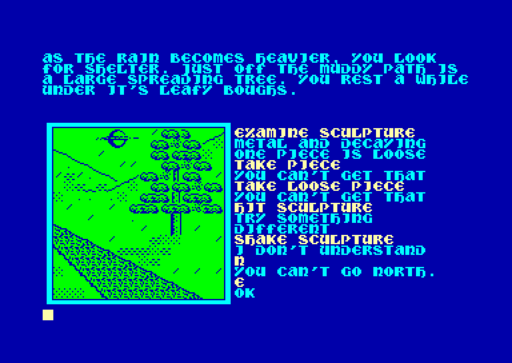 AS THE RAIN BECOMES HEAVIER, YOU LOOK
FOR SHELTER. JUST OFF THE MUDDY PATH IS
A LARGE SPREADING TREE. YOU REST A WHILE
UNDER IT'S LEAFY BOUGHS.
EXAMINE SCULPTURE
METAL AND DECAYING
ONE PIECE IS LOOSE
TAKE PIECE
YOU CAN'T GET THAT
TAKE LOOSE PIECE
YOU CAN'T GET THAT
HIT SCULPTURE
TRY SOMETHING
DIFFERENT
SHAKE SCULPTURE
I DON'T UNDERSTAND
N
YOU CAN'T GO NORTH.
E
OK